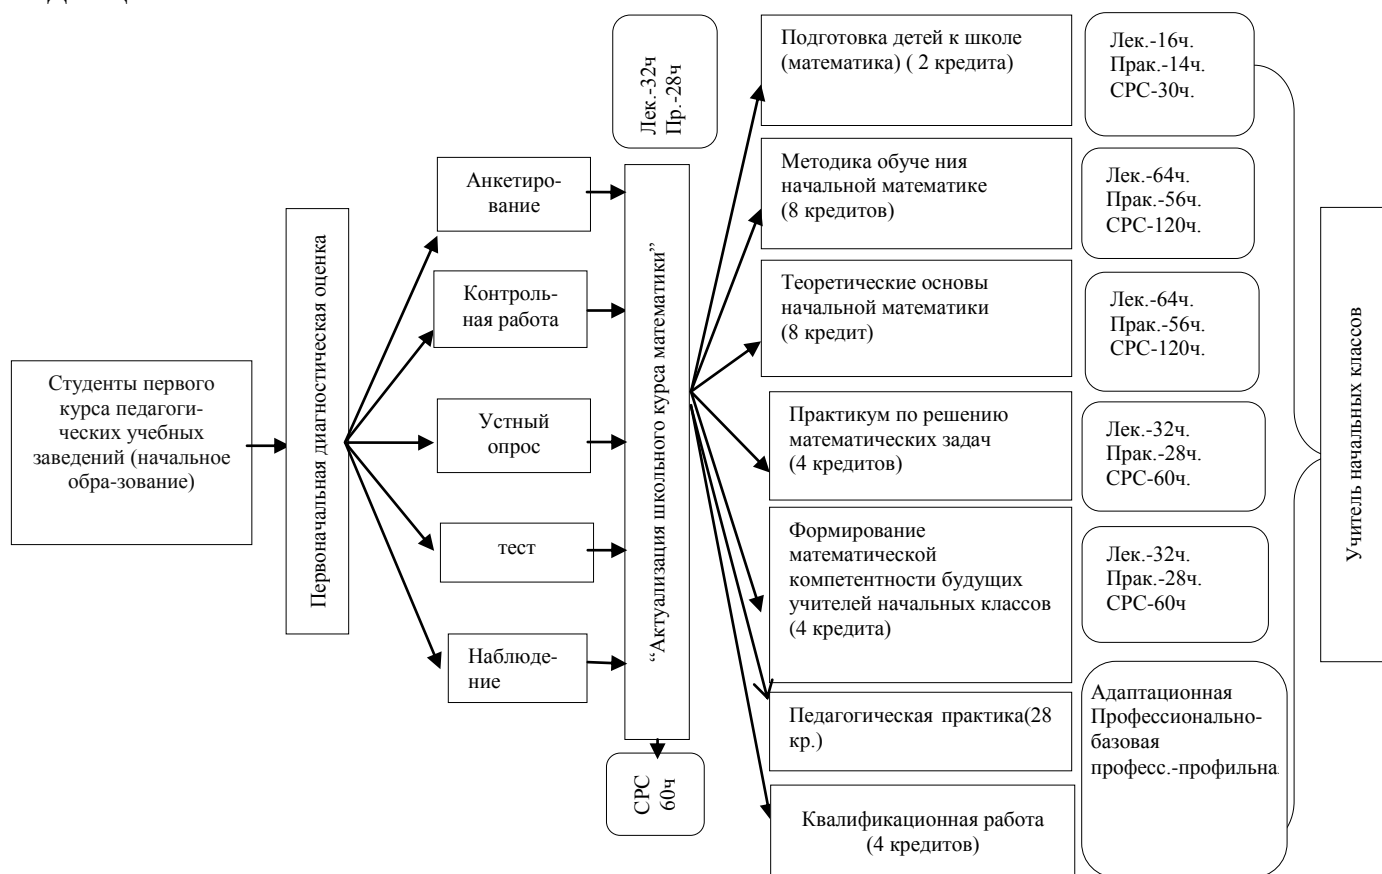 Студенты первого
курса педагоги-
ческих учебных
заведений (начальное
обра-зование)
Первоначальная диагностическая оценка
Анкетиро-
вание
Контроль-
ная работа
Устный
опрос
тест
Наблюде-
ние
Лек.-32ч
Пр.-28ч
“Актуализация школьного курса математики”
СРС
60ч
Подготовка детей к школе
(математика) ( 2 кредита)
Лек.-16ч.
Прак.-14ч.
СРС-30ч.
Методика обуче ния
начальной математике
(8 кредитов)
Лек.-64ч.
Прак.-56ч.
СРС-120ч.
Теоретические основы
начальной математики
(8 кредит)
Лек.-64ч.
Прак.-56ч.
СРС-120ч.
Практикум по решению
математических задач
(4 кредитов)
Лек.-32ч.
Прак.-28ч.
СРС-60ч.
Формирование
математической
компетентности будущих
учителей начальных классов
(4 кредита)
Лек.-32ч.
Прак.-28ч.
СРС-60ч
Педагогическая практика(28
кр.)
Адаптационная
Профессионально-
базовая
професс.-профильна
Квалификационная работа
(4 кредитов)
Учитель начальных классов